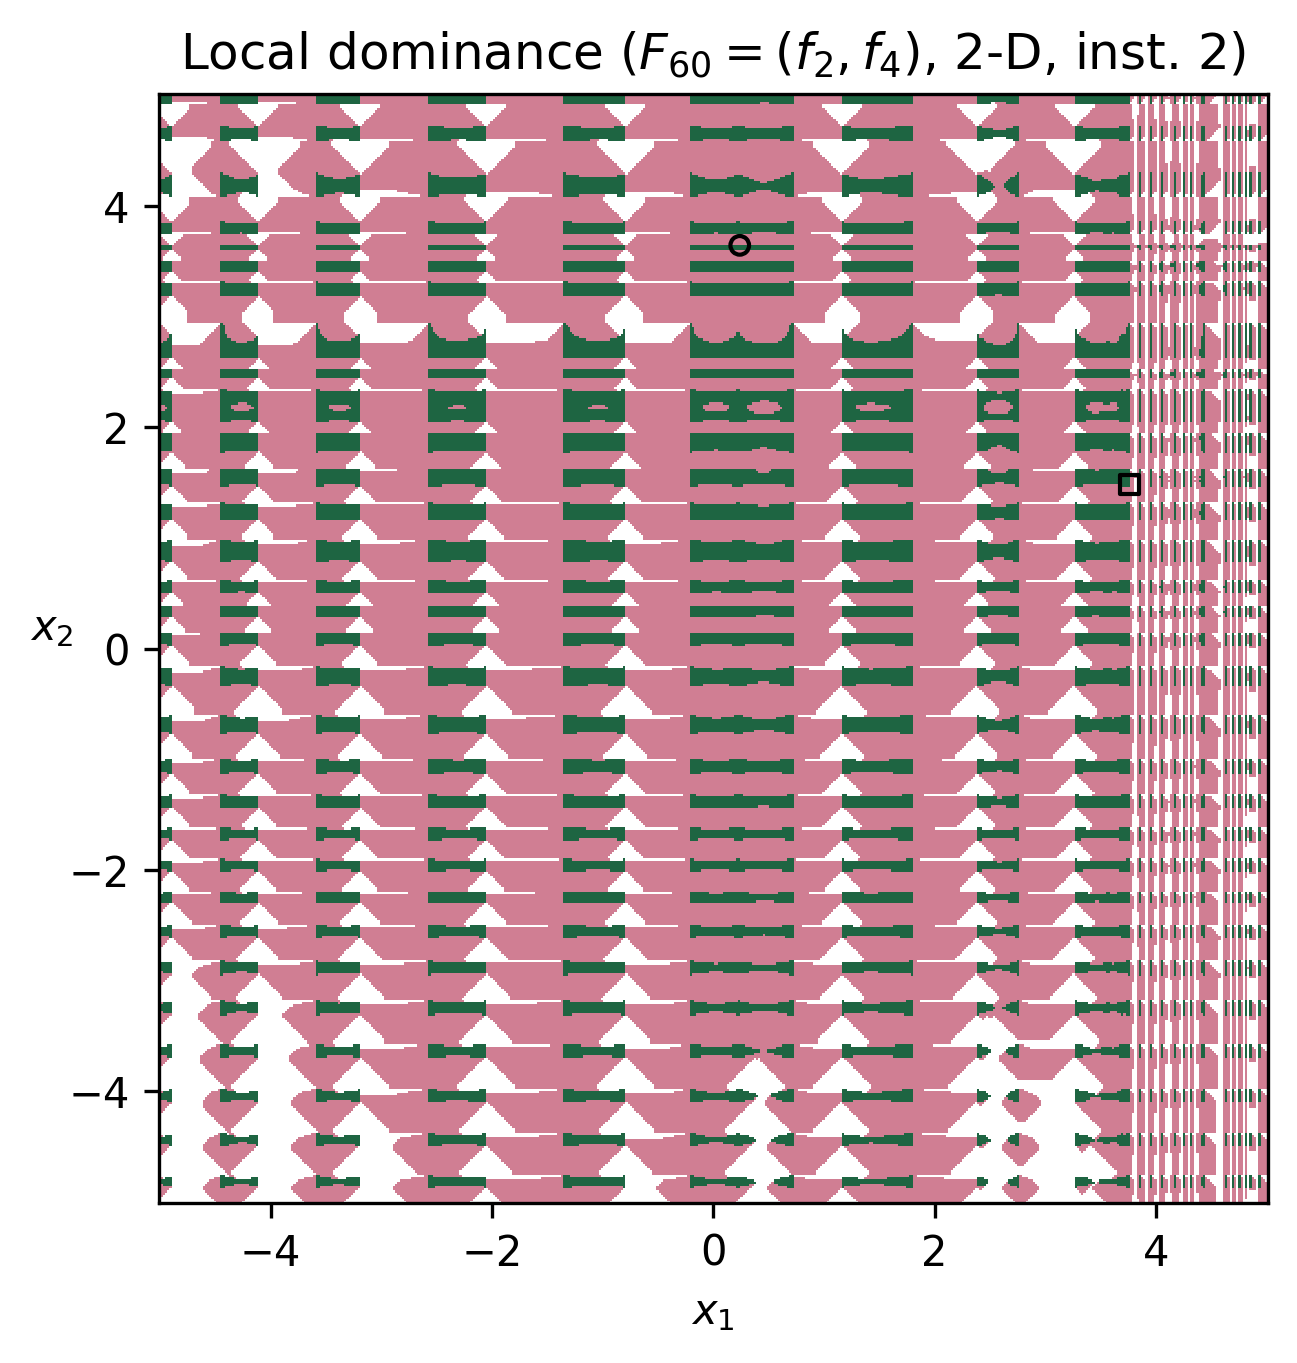 Local dominance (F₆₀ = (f₂, f₄), 2-D, inst. 2)
4
2
x₂
0
−2
−4
−4 −2 0 2 4
x₁